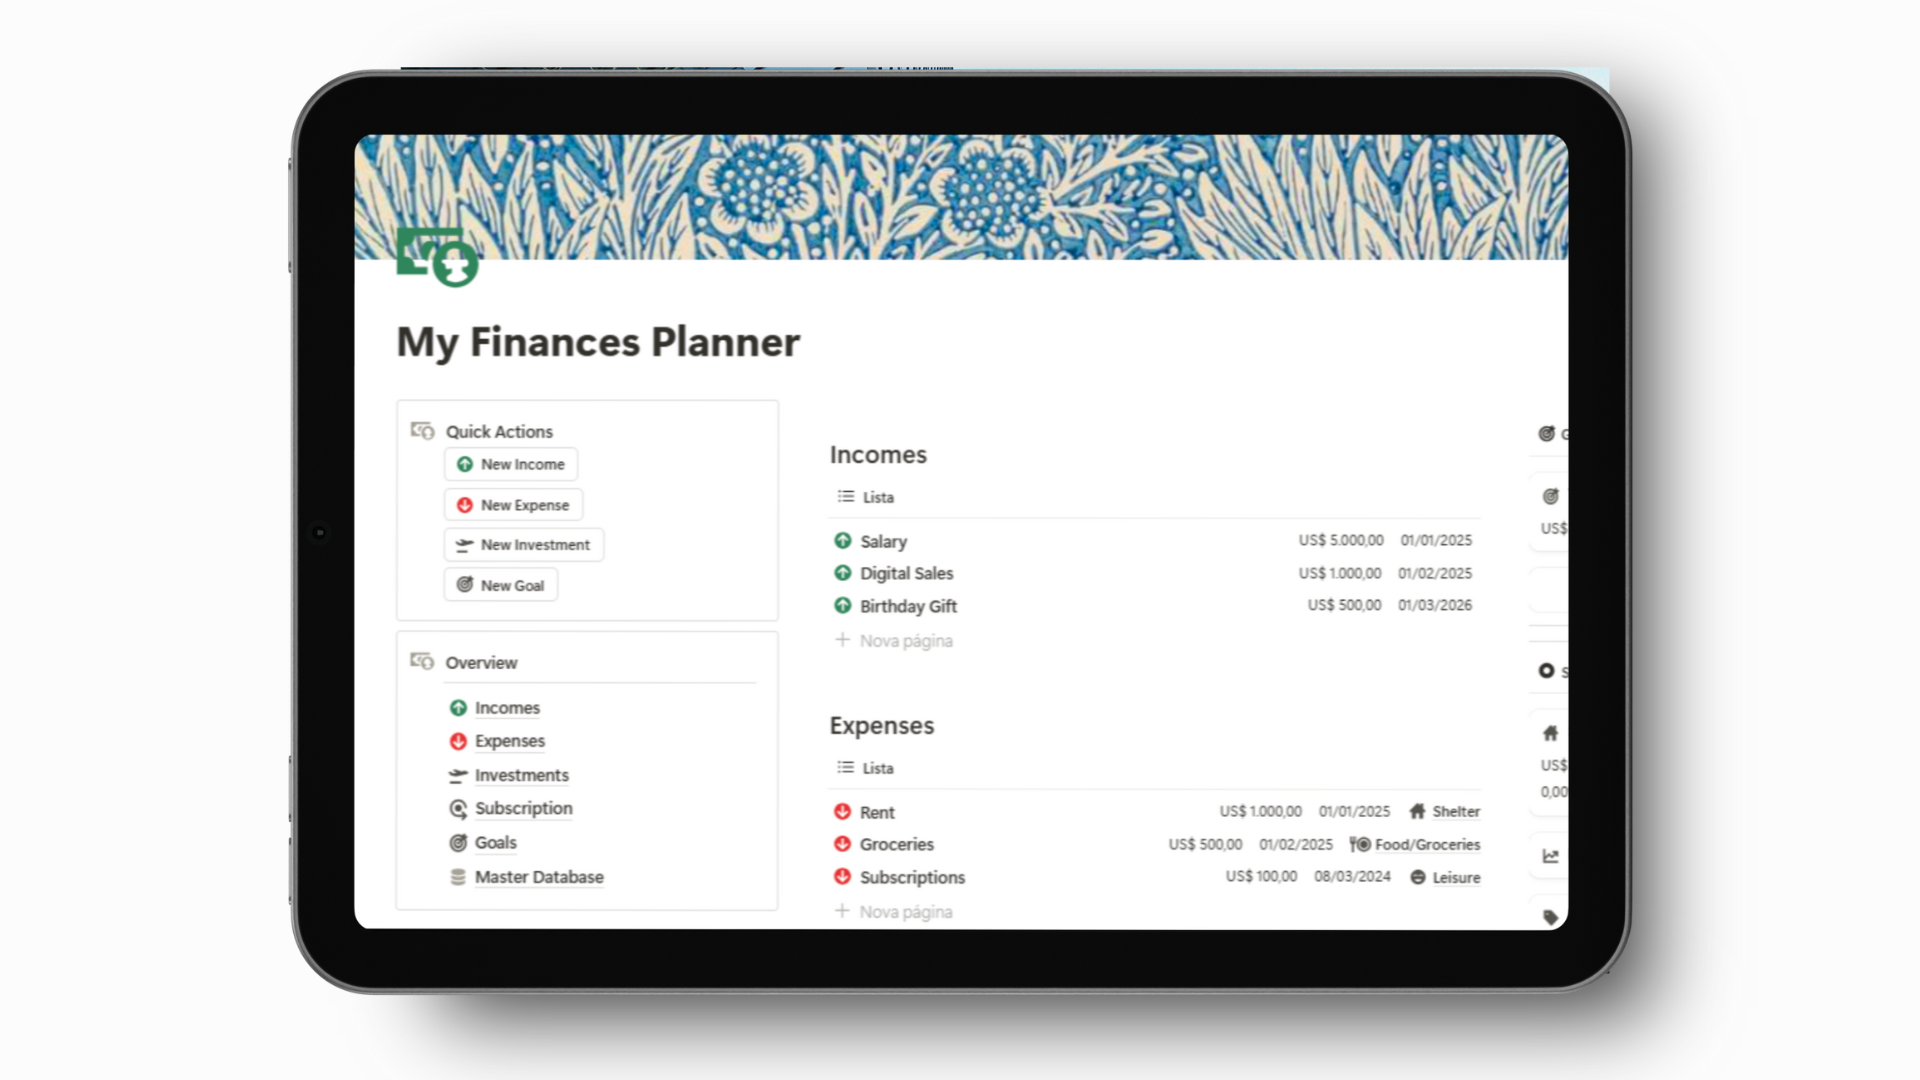 My Finances Planner
Quick Actions
New Income
New Expense
New Investment
New Goal
Overview
Incomes
Expenses
Investments
Subscription
Goals
Master Database
Incomes
Lista
Salary US$ 5.000,00 01/01/2025
Digital Sales US$ 1.000,00 01/02/2025
Birthday Gift US$ 500,00 01/03/2026
Nova página
Expenses
Lista
Rent US$ 1.000,00 01/01/2025 Shelter
Groceries US$ 500,00 01/02/2025 Food/Groceries
Subscriptions US$ 100,00 08/03/2024 Leisure
Nova página
US$
US$
0,00